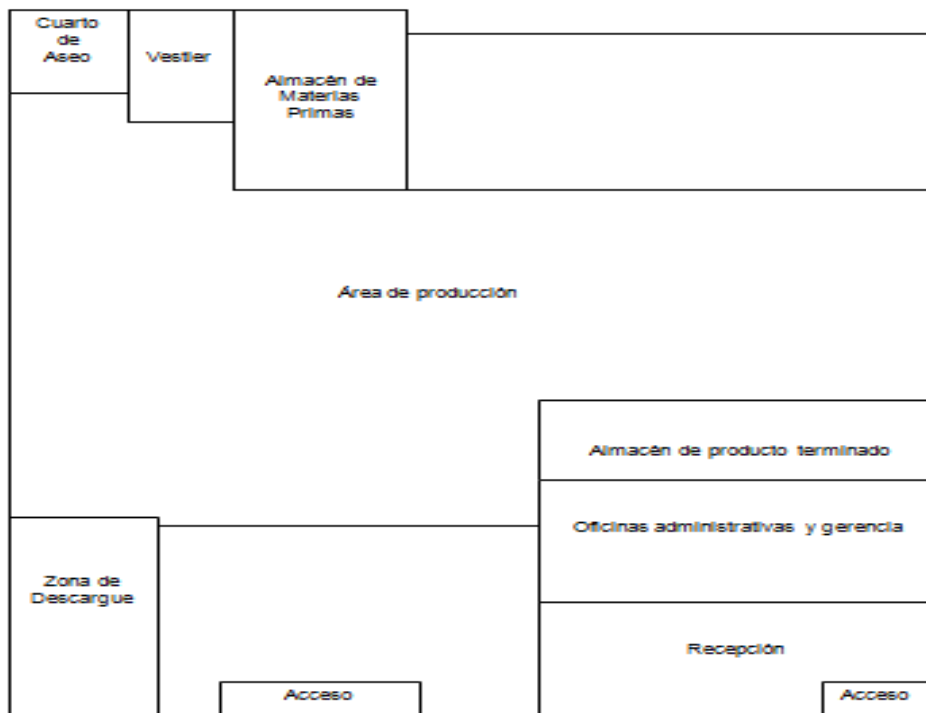 Cuarto
de
Aseo
Vestier
Almacén de
Materias
Primas
Área de producción
Almacén de producto terminado
Oficinas administrativas y gerencia
Zona de
Descargue
Recepción
Acceso
Acceso